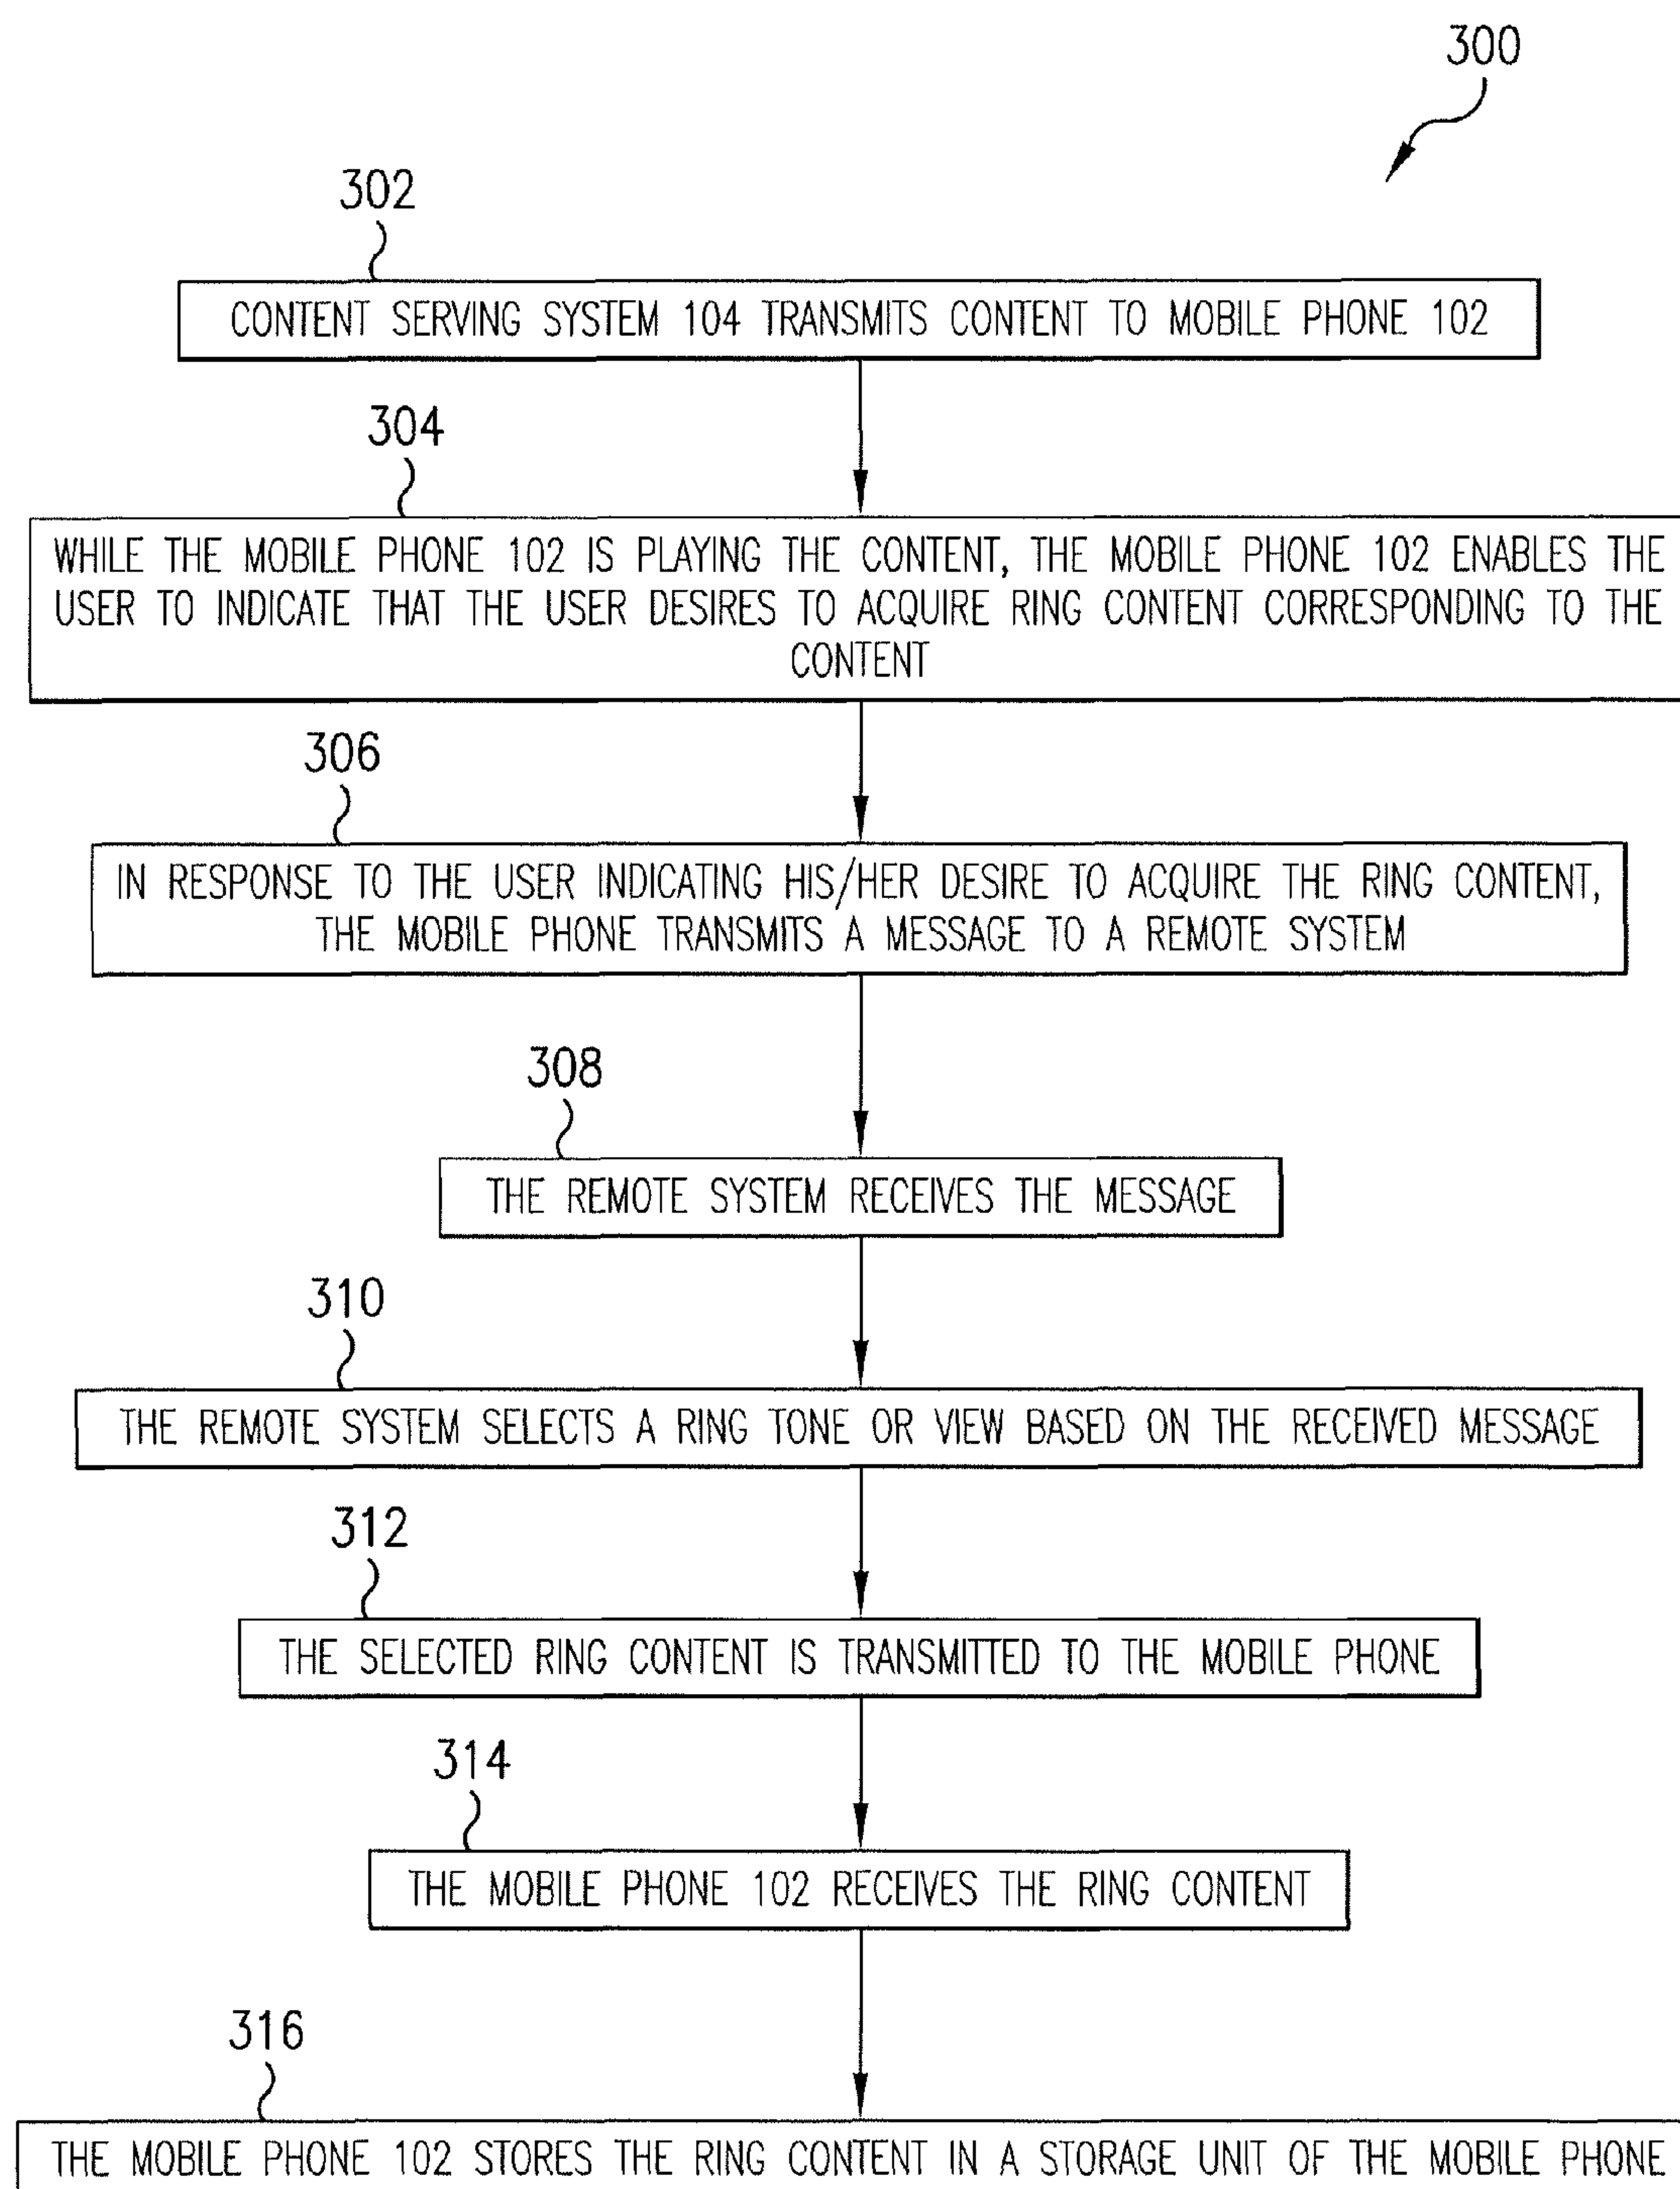 300
302
CONTENT SERVING SYSTEM 104 TRANSMITS CONTENT TO MOBILE PHONE 102
304
WHILE THE MOBILE PHONE 102 IS PLAYING THE CONTENT, THE MOBILE PHONE 102 ENABLES THE
USER TO INDICATE THAT THE USER DESIRES TO ACQUIRE RING CONTENT CORRESPONDING TO THE
CONTENT
306
IN RESPONSE TO THE USER INDICATING HIS/HER DESIRE TO ACQUIRE THE RING CONTENT,
THE MOBILE PHONE TRANSMITS A MESSAGE TO A REMOTE SYSTEM
308
THE REMOTE SYSTEM RECEIVES THE MESSAGE
310
THE REMOTE SYSTEM SELECTS A RING TONE OR VIEW BASED ON THE RECEIVED MESSAGE
312
THE SELECTED RING CONTENT IS TRANSMITTED TO THE MOBILE PHONE
314
THE MOBILE PHONE 102 RECEIVES THE RING CONTENT
316
THE MOBILE PHONE 102 STORES THE RING CONTENT IN A STORAGE UNIT OF THE MOBILE PHONE